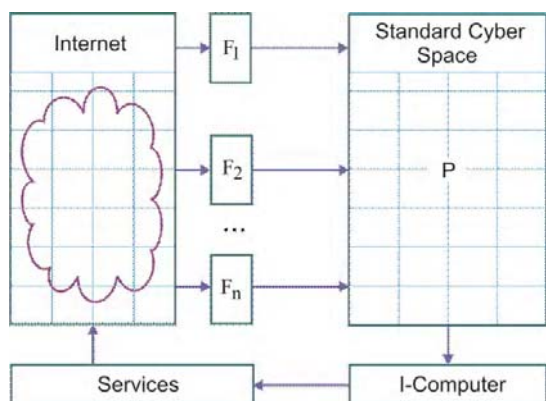 Internet
F1
Standard Cyber
Space
F2
P
...
Fn
Services
I-Computer